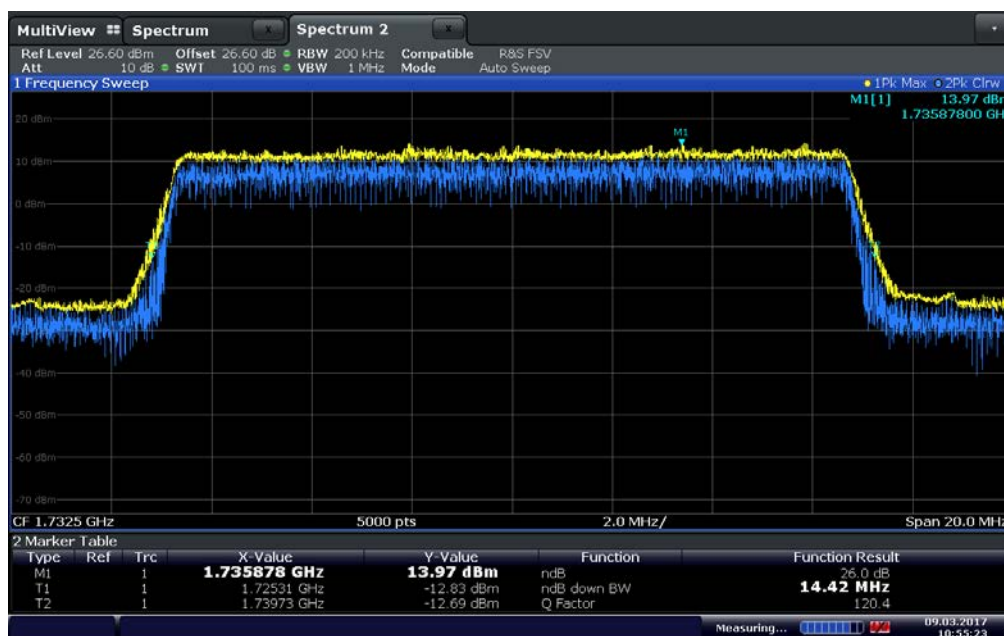 MultiView Spectrum x Spectrum 2 x
Ref Level 26.60 dBm Offset 26.60 dB RBW 200 kHz Compatible R&S FSV
Att 10 dB SWT 100 ms VBW 1 MHz Mode Auto Sweep
1 Frequency Sweep 1Pk Max 2Pk Clrw
M1[1] 13.97 dBm
1.73587800 GH
20 dBm
M1
10 dBm
0 dBm
-10 dBm
-20 dBm
-40 dBm
-50 dBm
-60 dBm
-70 dBm
CF 1.7325 GHz 5000 pts 2.0 MHz/ Span 20.0 MHz
2 Marker Table
Type Ref Trc X-Value Y-Value Function Function Result
M1 1 1.735878 GHz 13.97 dBm ndB 26.0 dB
T1 1 1.72531 GHz -12.83 dBm ndB down BW 14.42 MHz
T2 1 1.73973 GHz -12.69 dBm Q Factor 120.4
Measuring... 09.03.2017
10:55:23